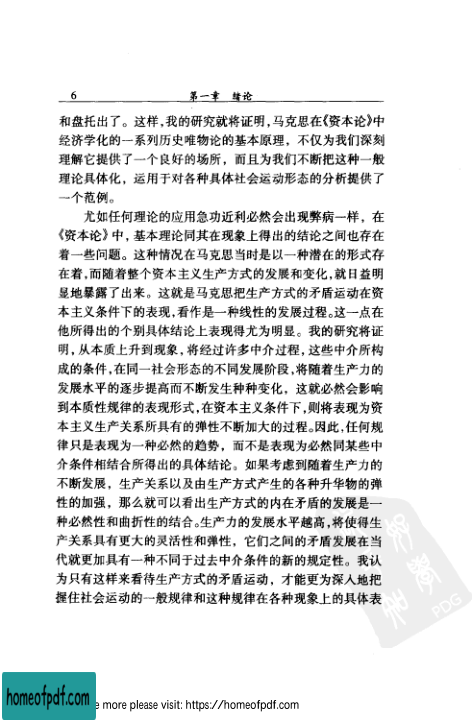 6
第一章 绪论
和盘托出了。这样,我的研究就将证明,马克思在《资本论》中
经济学化的一系列历史唯物论的基本原理，不仅为我们深刻
理解它提供了一个良好的场所，而且为我们不断把这种一般
理论具体化，运用于对各种具体社会运动形态的分析提供了
一个范例。
尤如任何理论的应用急功近利必然会出现弊病一样，在
《资本论》中，基本理论同其在现象上得出的结论之间也存在
着一些问题。这种情况在马克思当时是以一种潜在的形式存
在着,而随着整个资本主义生产方式的发展和变化,就日益明
显地暴露了出来。这就是马克思把生产方式的矛盾运动在资
本主义条件下的表现,看作是一种线性的发展过程。这一点在
他所得出的个别具体结论上表现得尤为明显。我的研究将证
明,从本质上升到现象,将经过许多中介过程,这些中介所构
成的条件,在同一社会形态的不同发展阶段,将随着生产力的
发展水平的逐步提高而不断发生种种变化，这就必然会影响
到本质性规律的表现形式,在资本主义条件下,则将表现为资
本主义生产关系所具有的弹性不断加大的过程。因此,任何规
律只是表现为一种必然的趋势，而不是表现为必然同某些中
介条件相结合所得出的具体结论。如果考虑到随着生产力的
不断发展，生产关系以及由生产方式产生的各种升华物的弹
性的加强，那么就可以看出生产方式的内在矛盾的发展是一
种必然性和曲折性的结合。生产力的发展水平越高,将使得生
产关系具有更大的灵活性和弹性，它们之间的矛盾发展在当
代就更加具有一种不同于过去中介条件的新的规定性。我认
为只有这样来看待生产方式的矛盾运动，才能更为深入地把
握住社会运动的一般规律和这种规律在各种现象上的具体表
PDG
homeofpdf.com
e more please visit: https://homeofpdf.com